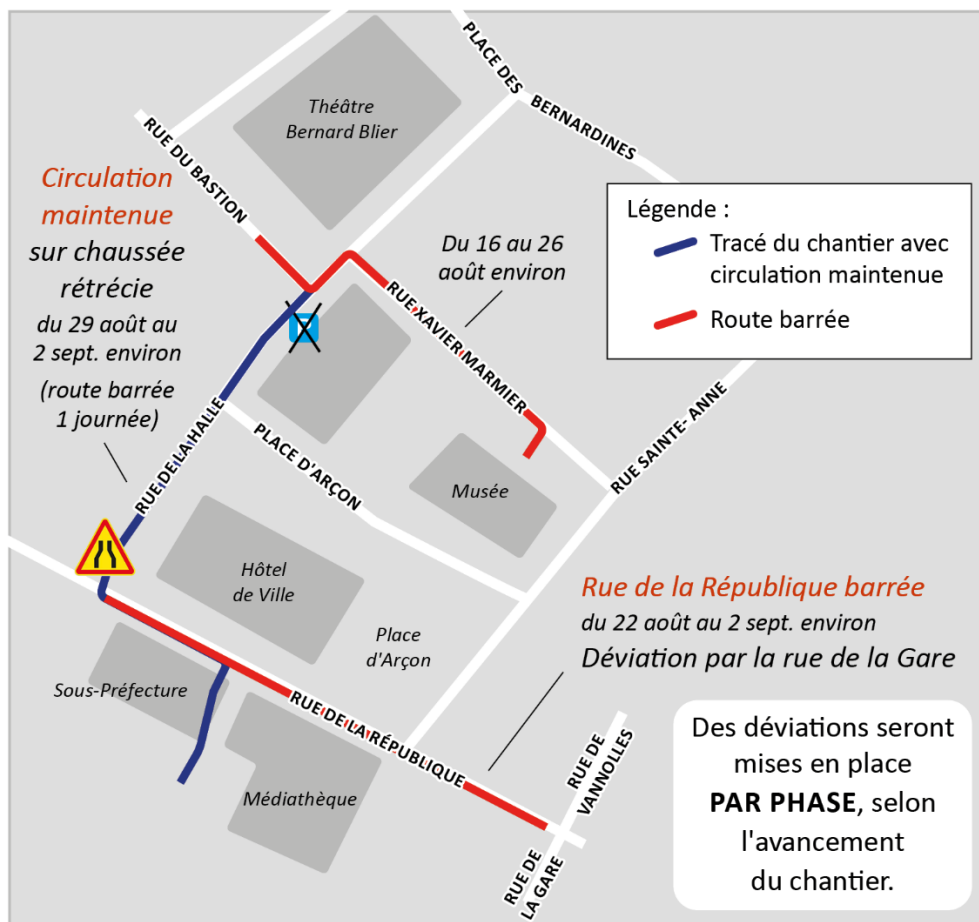 PLACE DES
BERNARDINES
Théâtre
Bernard Blier
RUE DU BASTION
Circulation
maintenue
sur chaussée
rétrécie
du 29 août au
2 sept. environ
(route barrée
1 journée)
Du 16 au 26
août environ
Légende :
Tracé du chantier avec
circulation maintenue
Route barrée
P
RUE XAVIER MARMIER
RUE DE LA HALLE
PLACE D'ARÇON
RUE SAINTE- ANNE
Musée
Hôtel
de Ville
Place
d'Arçon
Rue de la République barrée
du 22 août au 2 sept. environ
Déviation par la rue de la Gare
Sous-Préfecture
RUE DE LA RÉPUBLIQUE
Médiathèque
RUE DE
VANNOLLES
RUE DE
LA GARE
Des déviations seront
mises en place
PAR PHASE, selon
l'avancement
du chantier.